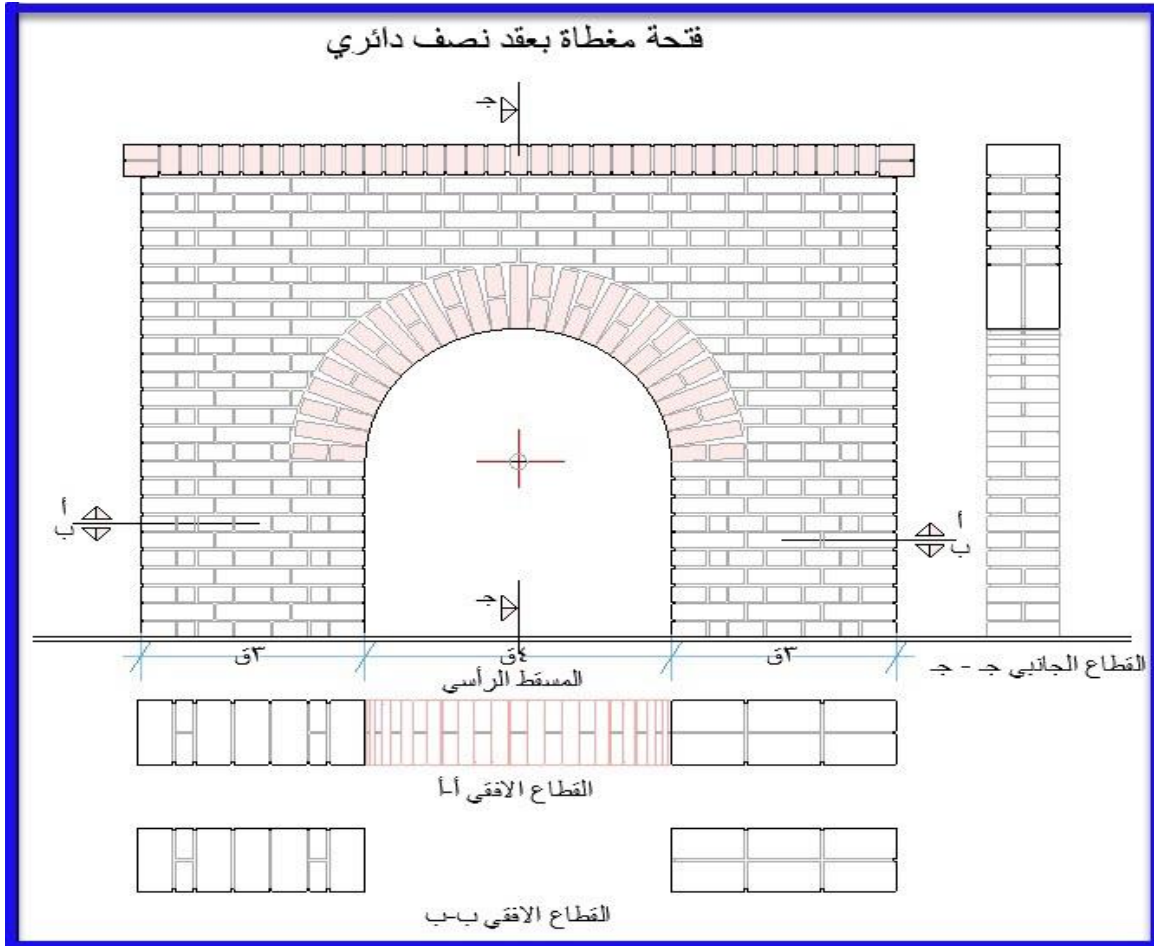 فتحة مغطاة بعقد نصف دائري
جـ
أ
ب
أ
ب
جـ
٣ق
٤ق
٣ق
المسقط الرأسي
القطاع الجانبي جـ - جـ
القطاع الافقي أ-أ
القطاع الافقي ب-ب